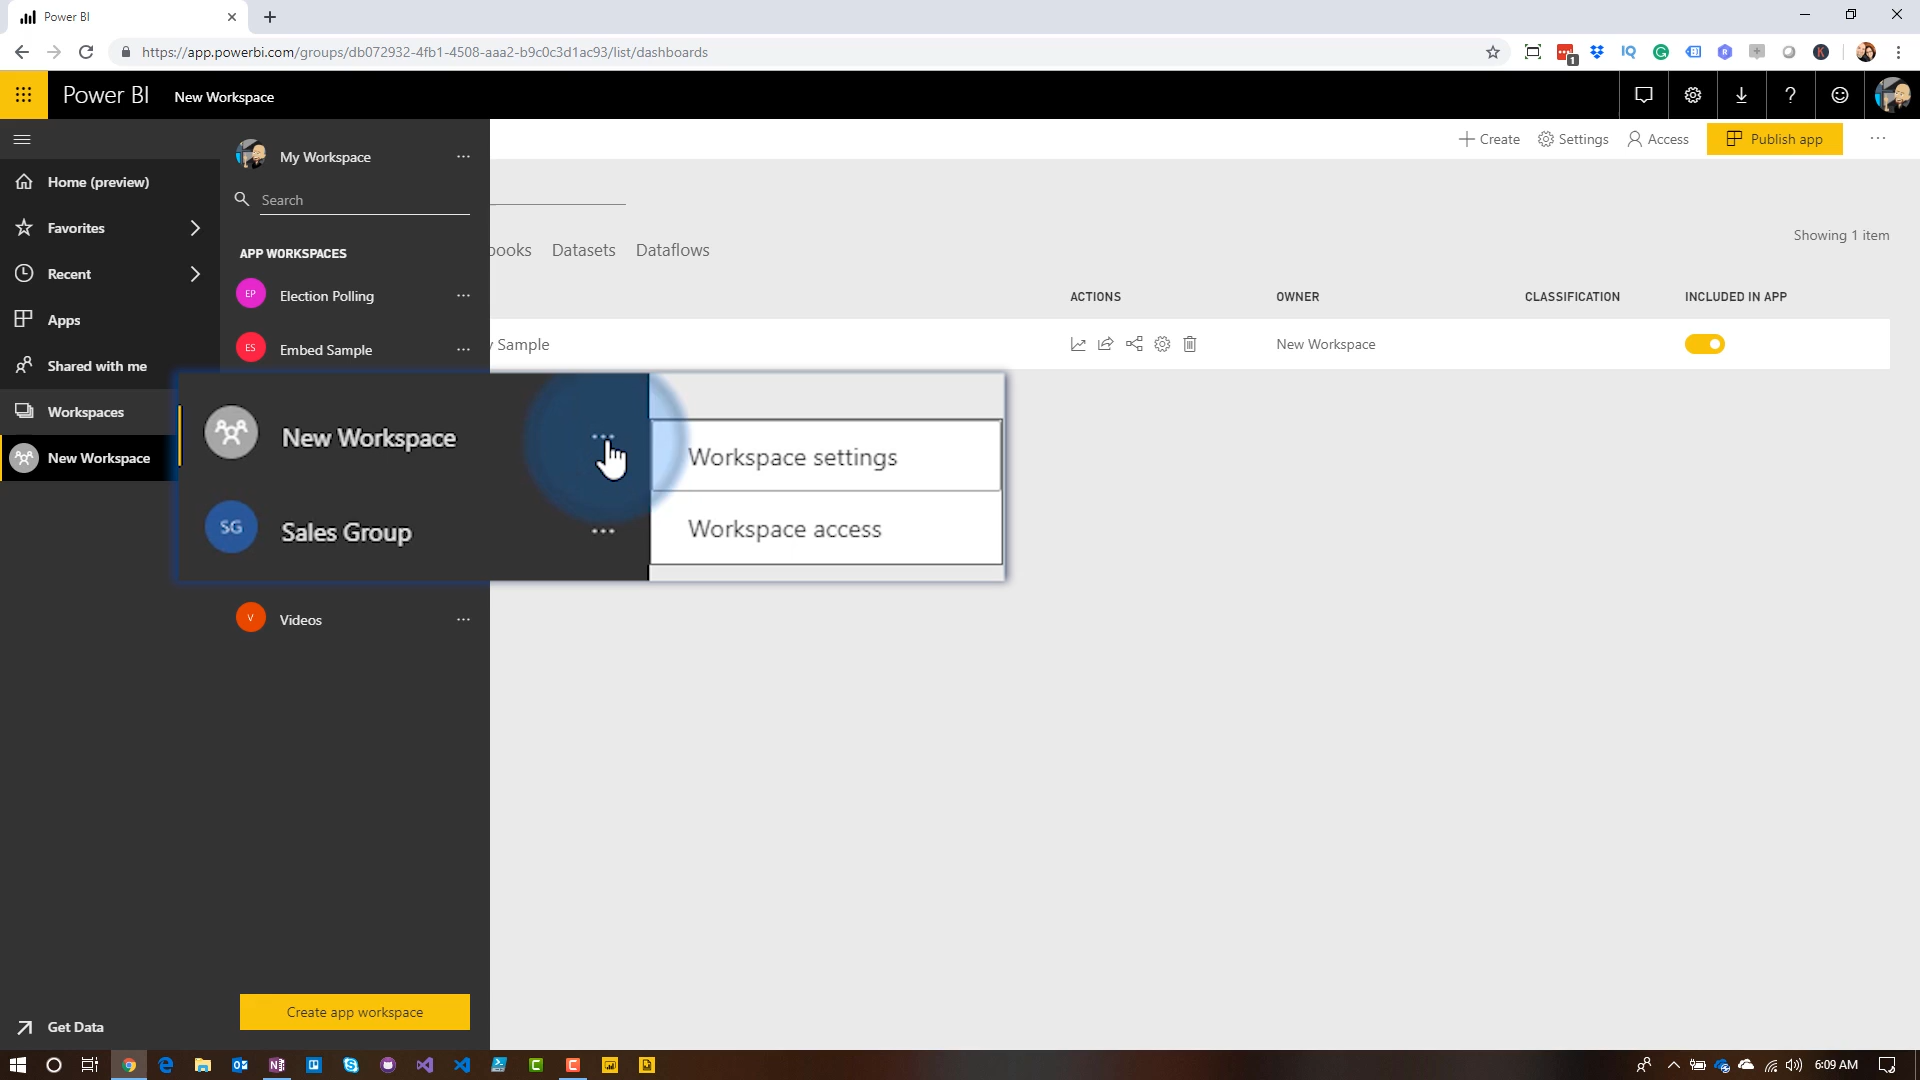 Power BI
https://app.powerbi.com/groups/db072932-4fb1-4508-aaa2-b9c0c3d1ac93/list/dashboards
Power BI New Workspace
Create Settings Access Publish app
My Workspace
Search
Home (preview)
Favorites
Recent
Apps
Shared with me
Workspaces
New Workspace
Get Data
APP WORKSPACES
EP Election Polling
ES Embed Sample
New Workspace
SG Sales Group
V Videos
Create app workspace
Workspace settings
Workspace access
books Datasets Dataflows
Showing 1 item
ACTIONS OWNER CLASSIFICATION INCLUDED IN APP
y Sample New Workspace
6:09 AM